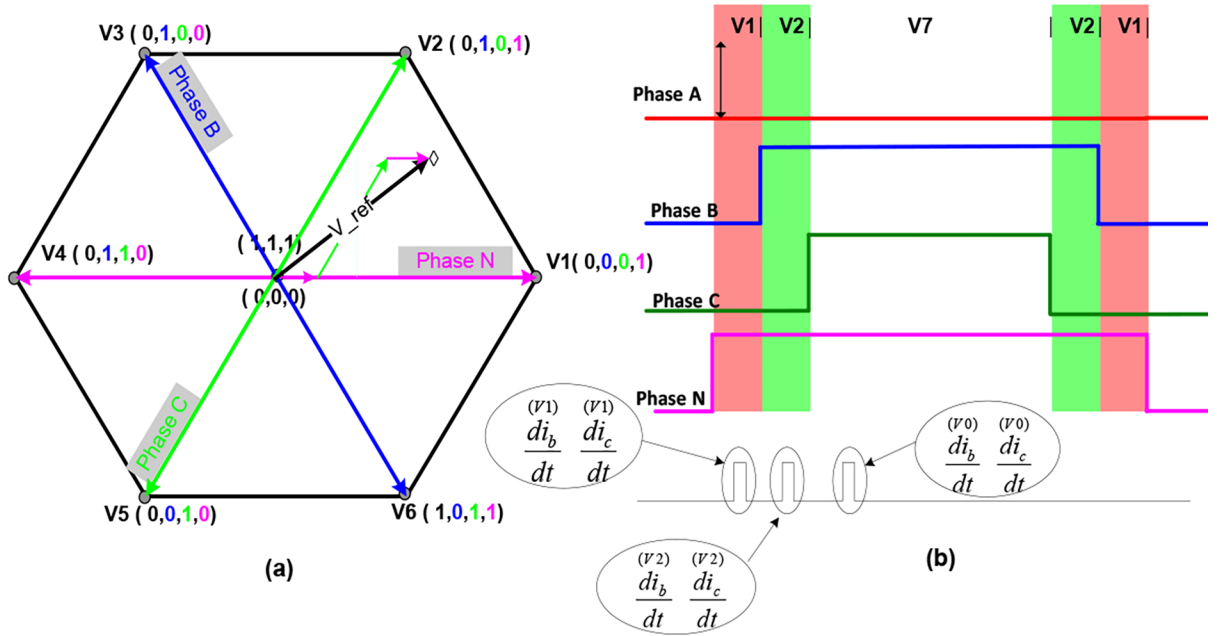 V3 ( 0,1,0,0)
V2 ( 0,1,0,1)
Phase B
V_ref
( 1,1,1)
V4 ( 0,1,1,0)
Phase N
V1( 0,0,0,1)
( 0,0,0)
Phase C
V5 ( 0,0,1,0)
V6 ( 1,0,1,1)
(a)
V1| V2| V7 | V2| V1|
Phase A
Phase B
Phase C
Phase N
(V1) (V1)
di_b di_c
dt dt
(V0) (V0)
di_b di_c
dt dt
(V2) (V2)
di_b di_c
dt dt
(b)